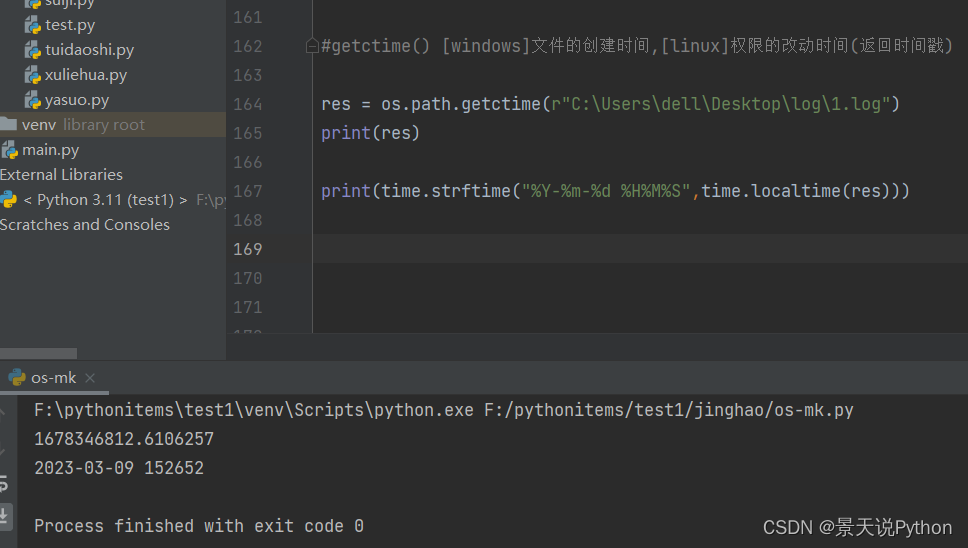 suiji.py
test.py
tuidaoshi.py
xuliehua.py
yasuo.py
venv library root
main.py
External Libraries
< Python 3.11 (test1) > F:\py
Scratches and Consoles
161
162 #getctime() [windows]文件的创建时间,[linux]权限的改动时间(返回时间戳)
163
164 res = os.path.getctime(r"C:\Users\dell\Desktop\log\1.log")
165 print(res)
166
167 print(time.strftime("%Y-%m-%d %H%M%S",time.localtime(res)))
168
169
170
171
os-mk
F:\pythonitems\test1\venv\Scripts\python.exe F:/pythonitems/test1/jinghao/os-mk.py
1678346812.6106257
2023-03-09 152652
Process finished with exit code 0
CSDN @景天说Python